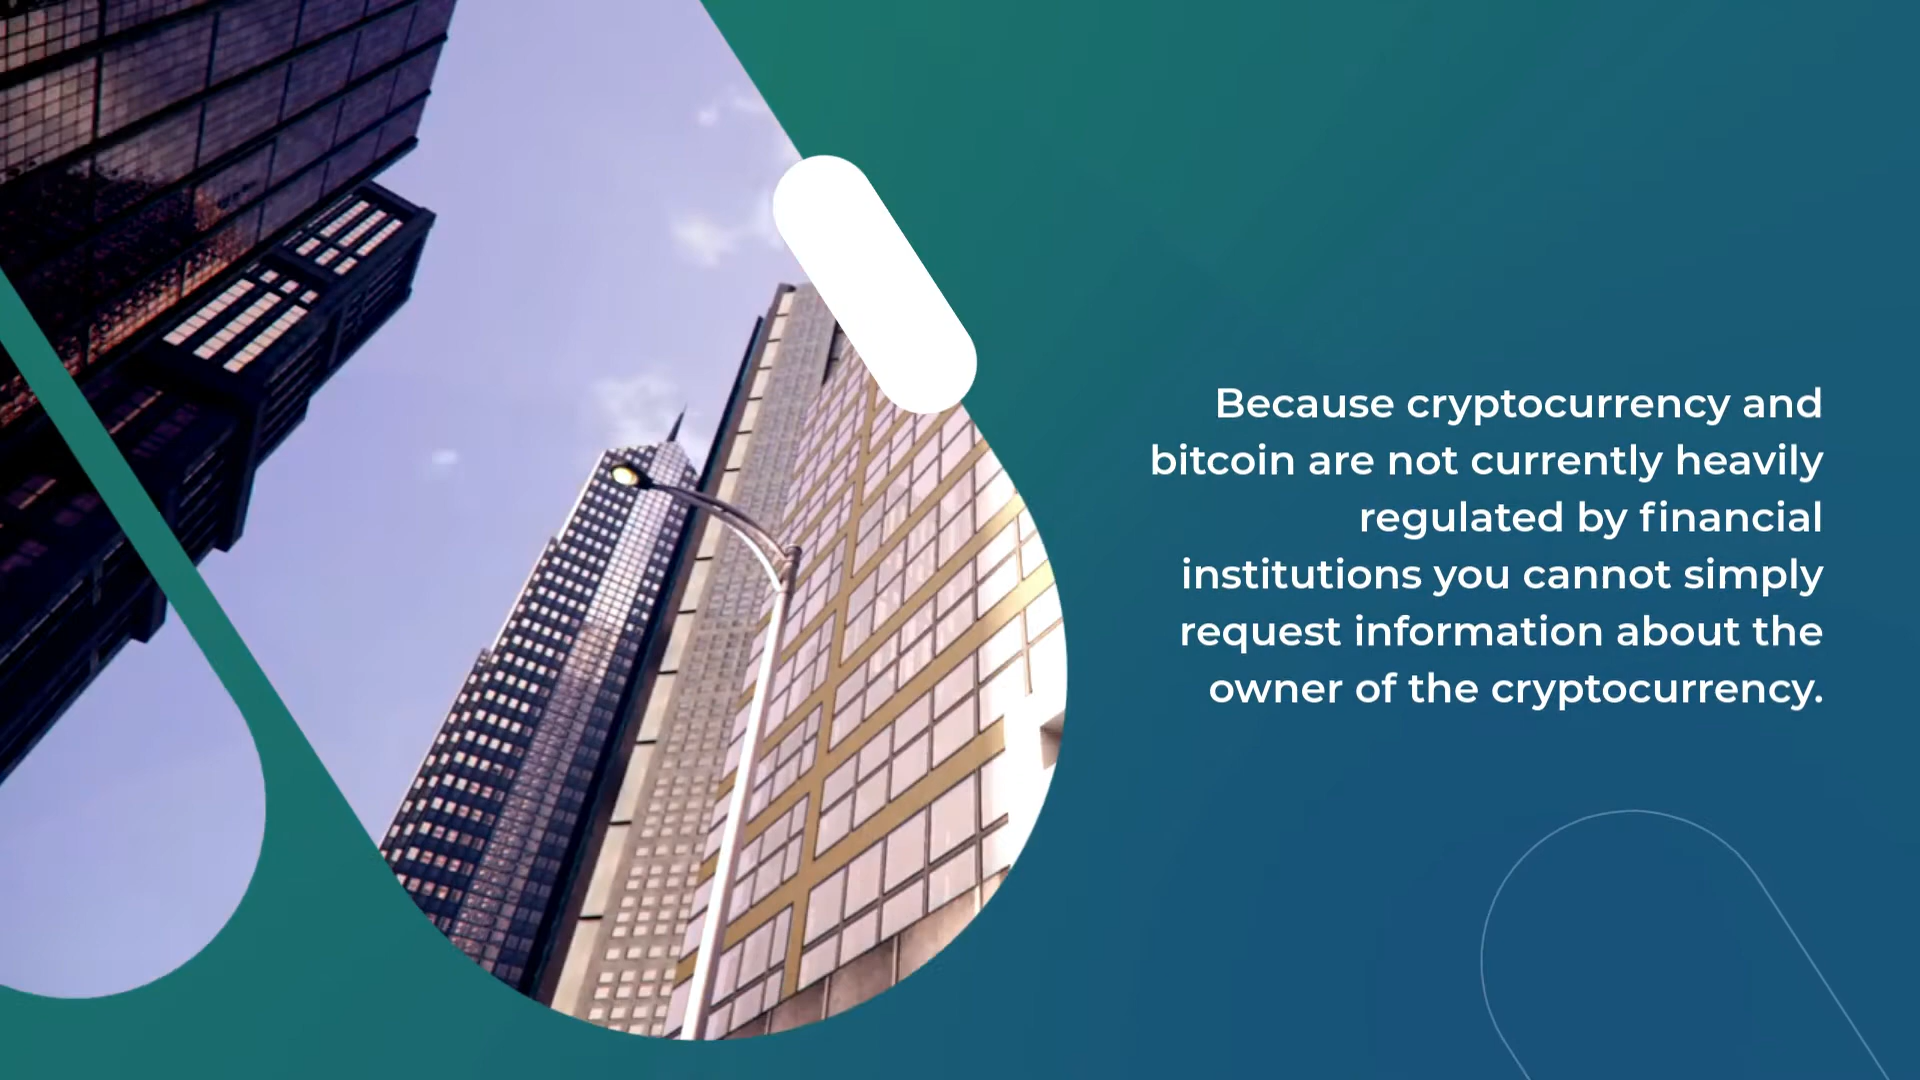 Because cryptocurrency and
bitcoin are not currently heavily
regulated by financial
institutions you cannot simply
request information about the
owner of the cryptocurrency.